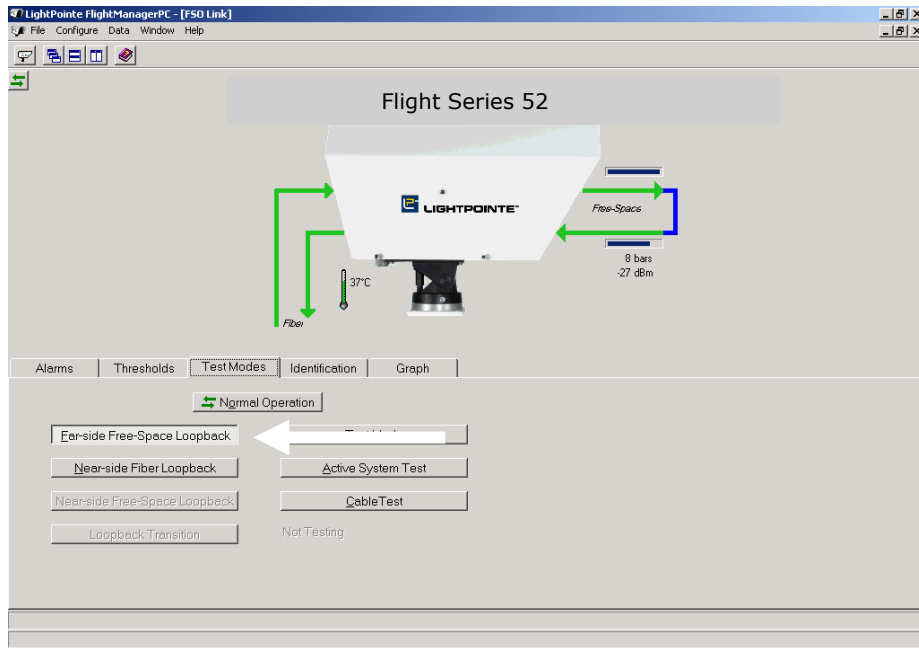 LightPointe FlightManagerPC - [FSO Link]
File Configure Data Window Help
Flight Series 52
LIGHTPOINTE™
Free-Space
8 bars
-27 dBm
37°C
Fiber
Alarms Thresholds Test Modes Identification Graph
Normal Operation
Far-side Free-Space Loopback
Near-side Fiber Loopback Active System Test
Near-side Free-Space Loopback CableTest
Loopback Transition Not Testing